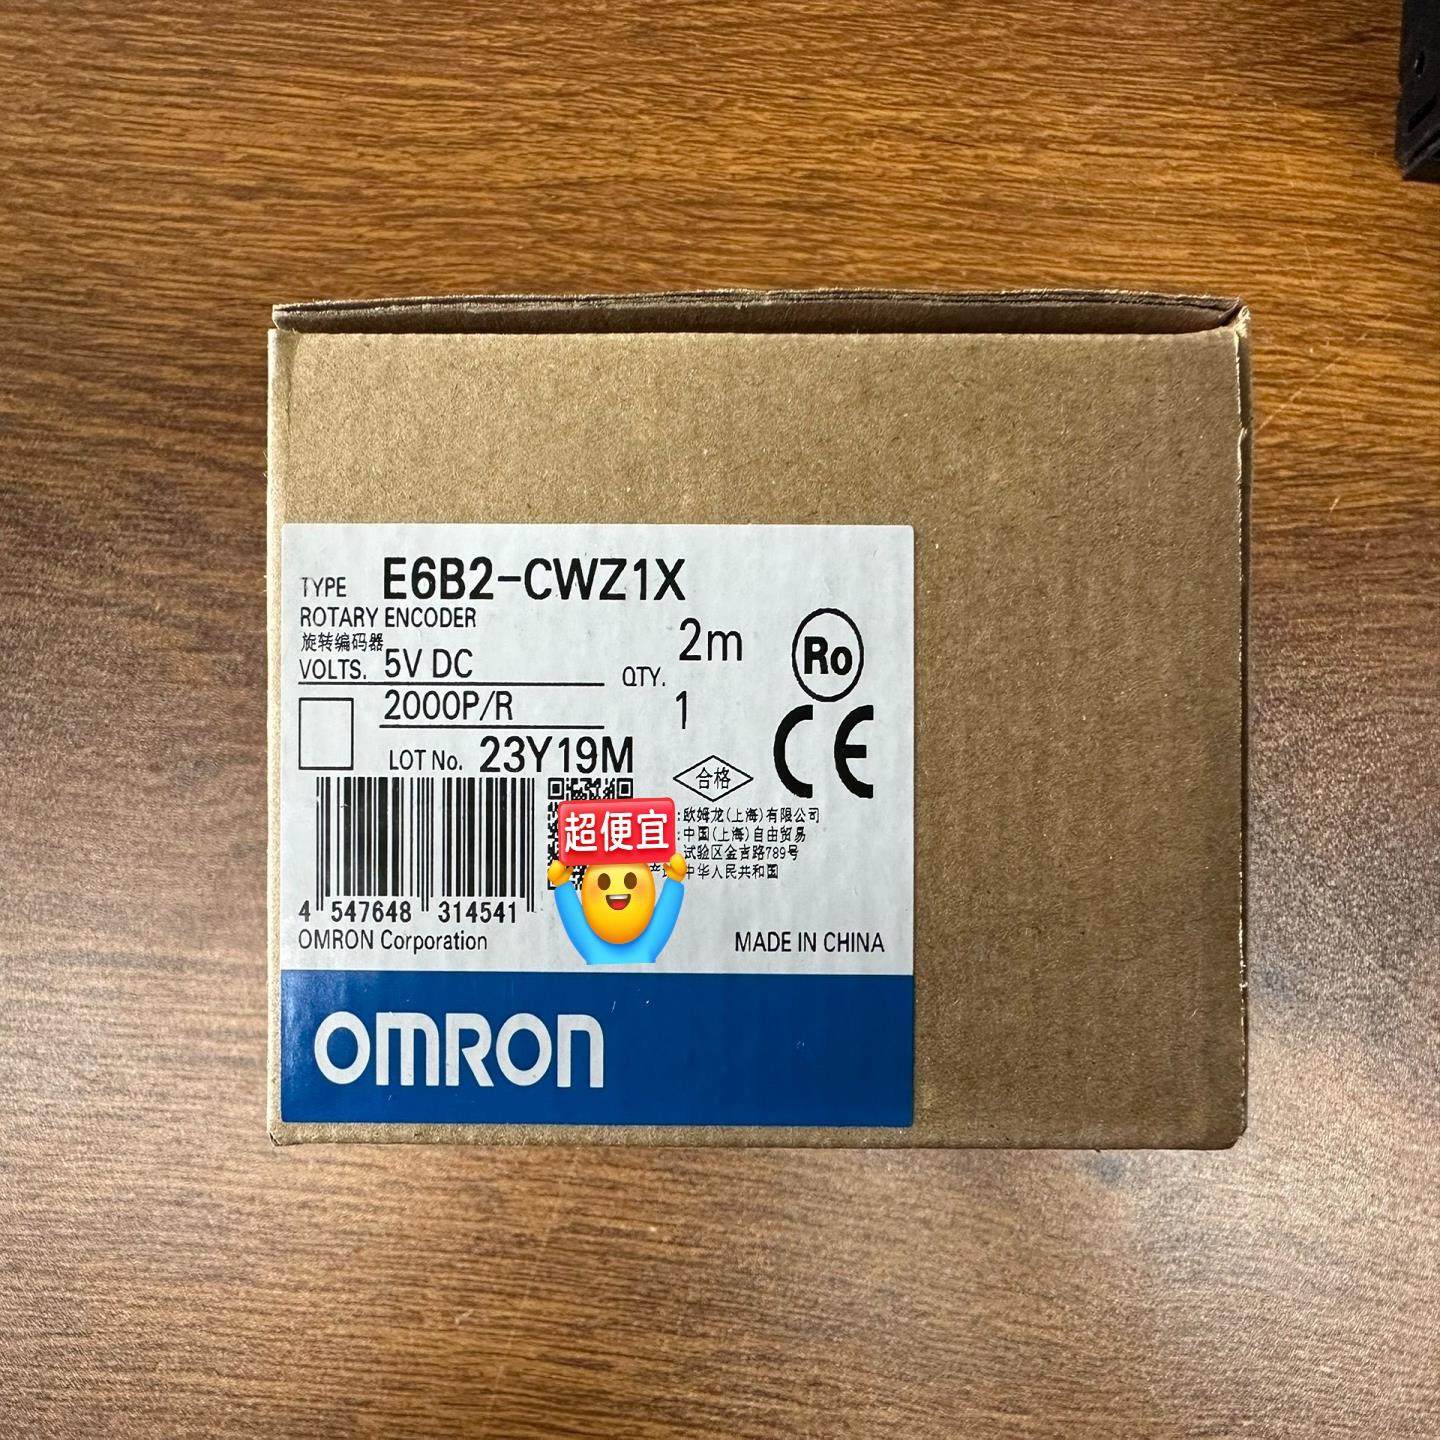 TYPE E6B2-CWZ1X
ROTARY ENCODER
旋转编码器
2m
VOLTS. 5V DC
QTY.
2000P/R
1
Ro
CE
LOT No. 23Y19M
合格
超便宜
:欧姆龙(上海)有限公司
:中国(上海)自由贸易
试验区金吉路789号
:中华人民共和国
4 547648 314541
OMRON Corporation
MADE IN CHINA
OMRON